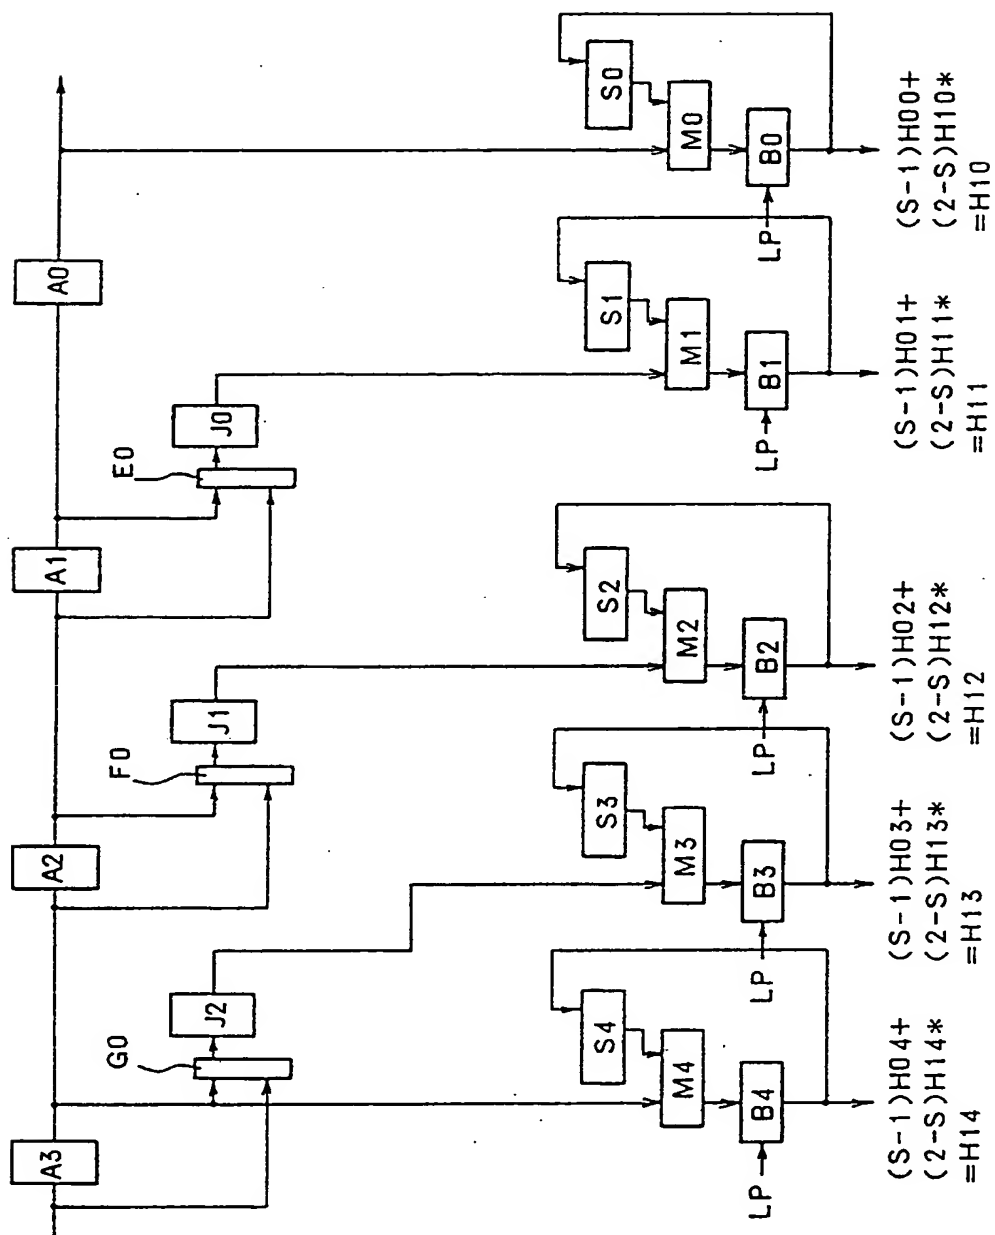 A3
A2
A1
A0
G0
F0
E0
J2
J1
J0
S4
S3
S2
S1
S0
M4
M3
M2
M1
M0
LP
B4
LP
B3
LP
B2
LP
B1
LP
B0
(S-1)H04+
(2-S)H14*
=H14
(S-1)H03+
(2-S)H13*
=H13
(S-1)H02+
(2-S)H12*
=H12
(S-1)H01+
(2-S)H11*
=H11
(S-1)H00+
(2-S)H10*
=H10